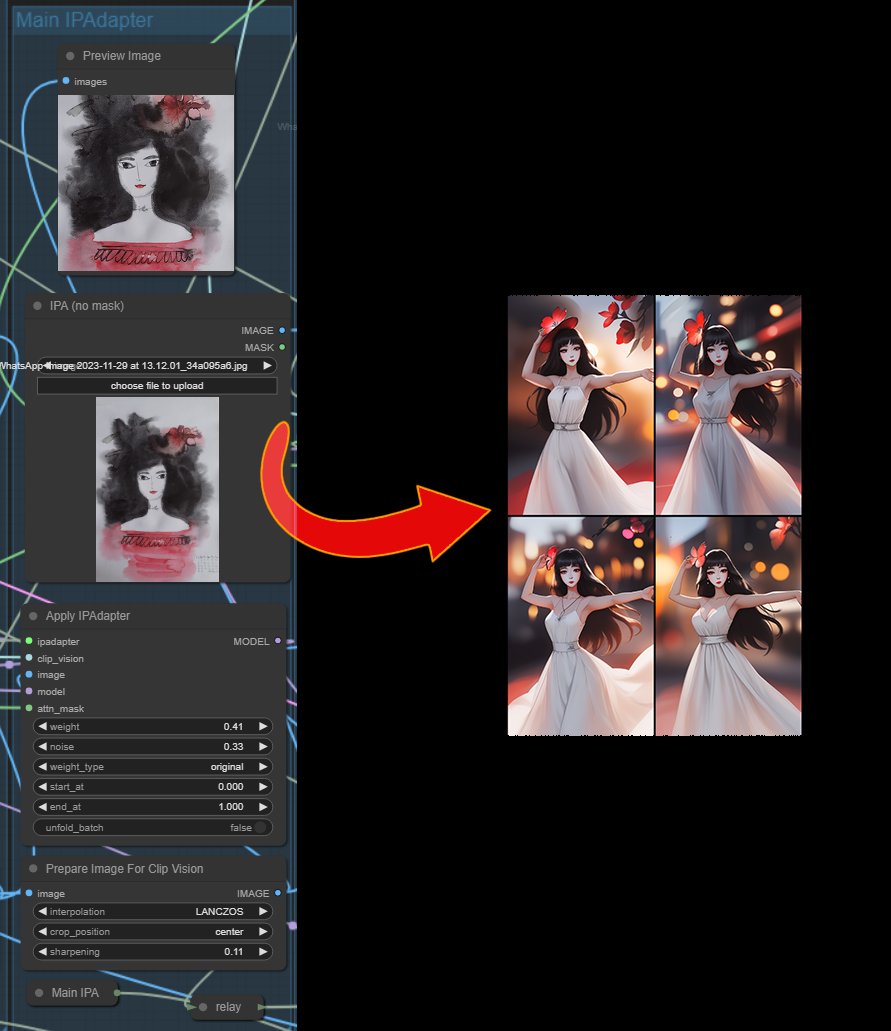 Main IPAdapter
Preview Image
images
IPA (no mask)
IMAGE
MASK
WhatsApp Image 2023-11-29 at 13.12.01_34a095a6.jpg
choose file to upload
Apply IPAdapter
ipadapter
MODEL
clip_vision
image
model
attn_mask
weight 0.41
noise 0.33
weight_type original
start_at 0.000
end_at 1.000
unfold_batch false
Prepare Image For Clip Vision
image IMAGE
interpolation LANCZOS
crop_position center
sharpening 0.11
Main IPA
relay